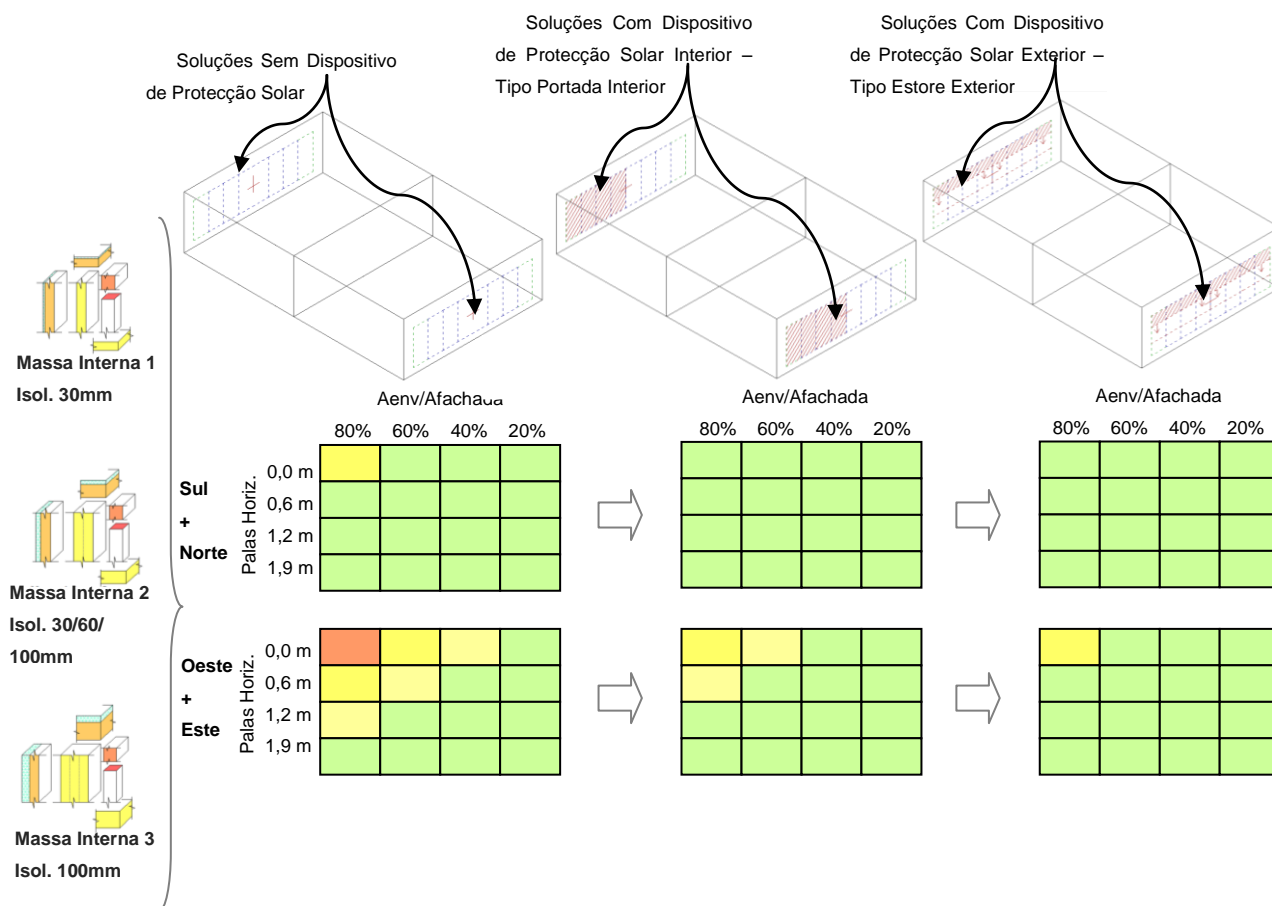 Soluções Sem Dispositivo
de Protecção Solar
Soluções Com Dispositivo
de Protecção Solar Interior –
Tipo Portada Interior
Soluções Com Dispositivo
de Protecção Solar Exterior –
Tipo Estore Exterior
Massa Interna 1
Isol. 30mm
Massa Interna 2
Isol. 30/60/
100mm
Massa Interna 3
Isol. 100mm
Aenv/Afachada
80% 60% 40% 20%
Aenv/Afachada
80% 60% 40% 20%
Aenv/Afachada
80% 60% 40% 20%
Sul
+
Norte
Palas Horiz.
0,0 m
0,6 m
1,2 m
1,9 m
Oeste
+
Este
Palas Horiz.
0,0 m
0,6 m
1,2 m
1,9 m